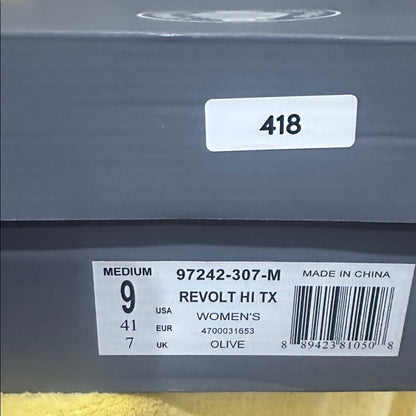 418
MEDIUM 97242-307-M MADE IN CHINA
9 USA REVOLT HI TX
41 EUR WOMEN'S
4700031653
7 UK OLIVE 8 89423 81050 8